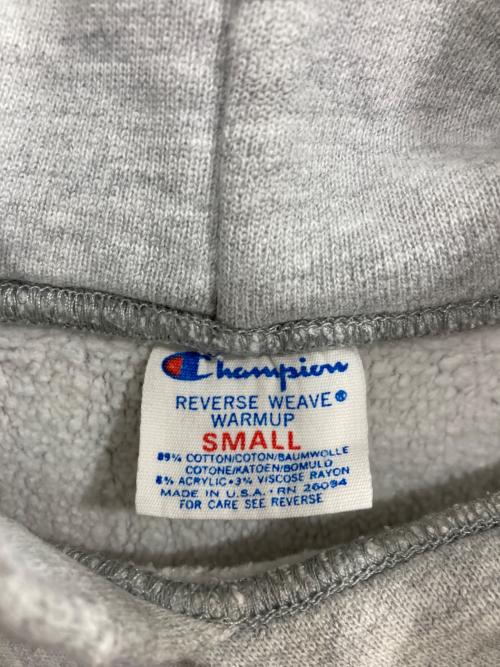 Champion
REVERSE WEAVE®
WARMUP
SMALL
89% COTTON/COTON/BAUMWOLLE
COTONE/KATOEN/BOMULD
8% ACRYLIC • 3% VISCOSE RAYON
MADE IN U.S.A. • RN 26094
FOR CARE SEE REVERSE